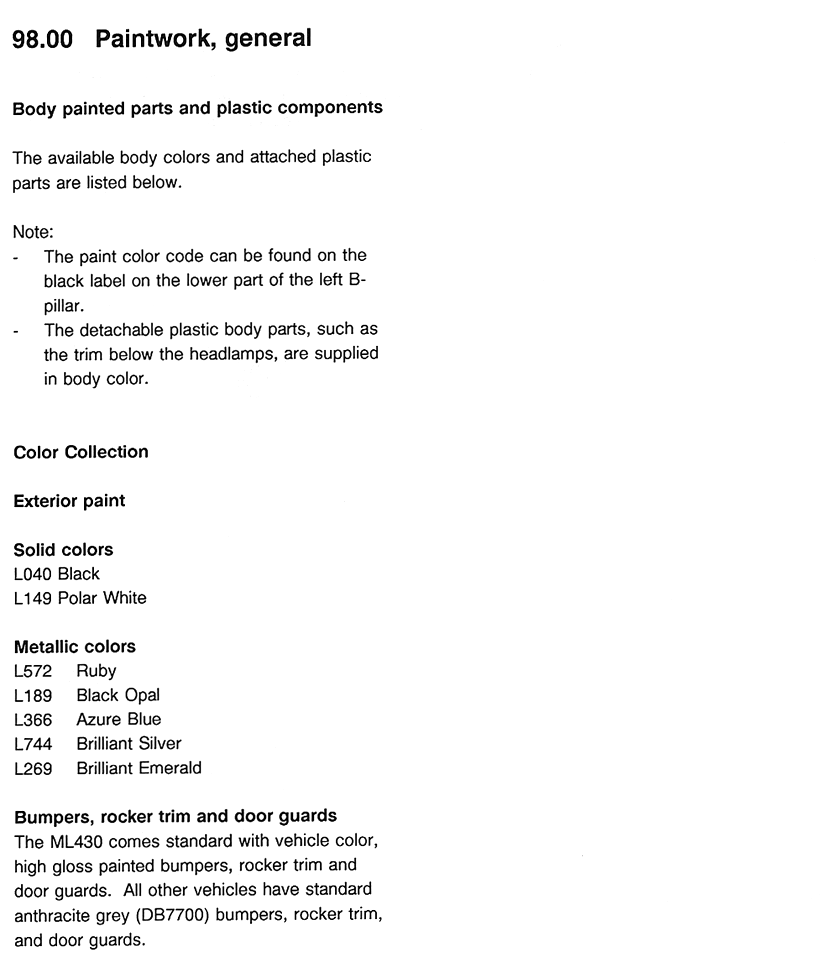 98.00 Paintwork, general
Body painted parts and plastic components
The available body colors and attached plastic
parts are listed below.
Note:
- The paint color code can be found on the
black label on the lower part of the left B-
pillar.
- The detachable plastic body parts, such as
the trim below the headlamps, are supplied
in body color.
Color Collection
Exterior paint
Solid colors
L040 Black
L149 Polar White
Metallic colors
L572 Ruby
L189 Black Opal
L366 Azure Blue
L744 Brilliant Silver
L269 Brilliant Emerald
Bumpers, rocker trim and door guards
The ML430 comes standard with vehicle color,
high gloss painted bumpers, rocker trim and
door guards. All other vehicles have standard
anthracite grey (DB7700) bumpers, rocker trim,
and door guards.